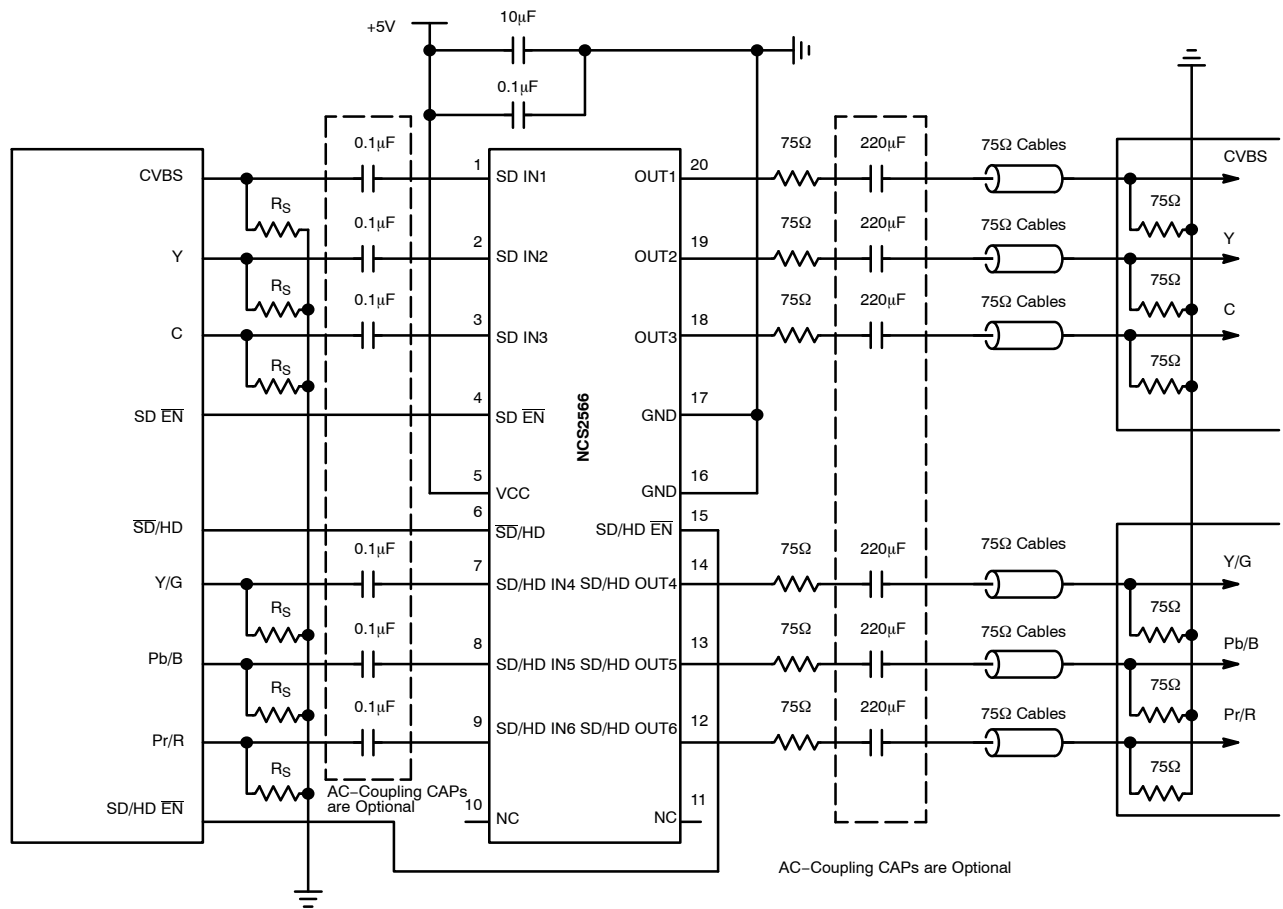 +5V
10μF
0.1μF
0.1μF
0.1μF
0.1μF
CVBS
Y
C
SD E̅N̅
S̅D̅/HD
Y/G
Pb/B
Pr/R
SD/HD E̅N̅
RS
RS
RS
RS
RS
RS
0.1μF
0.1μF
0.1μF
AC−Coupling CAPs
are Optional
1 SD IN1
2 SD IN2
3 SD IN3
4 SD E̅N̅
5 VCC
6 S̅D̅/HD
7 SD/HD IN4
8 SD/HD IN5
9 SD/HD IN6
10 NC
NCS2566
OUT1 20
OUT2 19
OUT3 18
GND 17
GND 16
SD/HD E̅N̅ 15
SD/HD OUT4 14
SD/HD OUT5 13
SD/HD OUT6 12
NC 11
75Ω 220μF 75Ω Cables
75Ω 220μF 75Ω Cables
75Ω 220μF 75Ω Cables
75Ω 220μF 75Ω Cables
75Ω 220μF 75Ω Cables
75Ω 220μF 75Ω Cables
CVBS
75Ω
Y
75Ω
C
75Ω
Y/G
75Ω
Pb/B
75Ω
Pr/R
75Ω
AC−Coupling CAPs are Optional